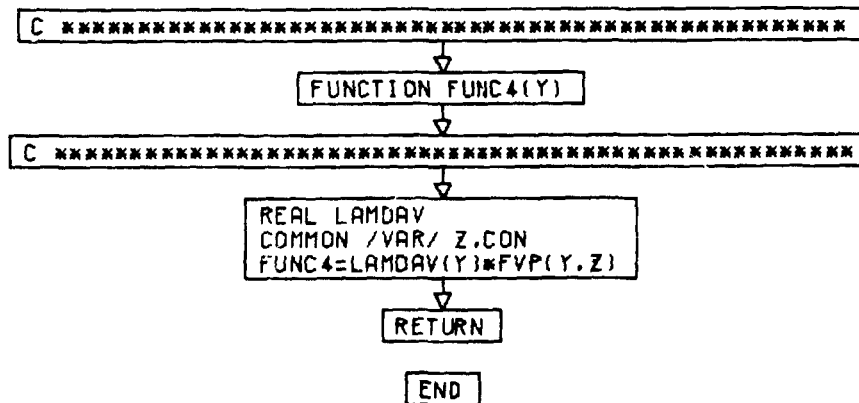 C ****************************************************
FUNCTION FUNC4(Y)
C *****************************************************
REAL LAMDAV
COMMON /VAR/ Z,CON
FUNC4=LAMDAV(Y)*FVP(Y,Z)
RETURN
END